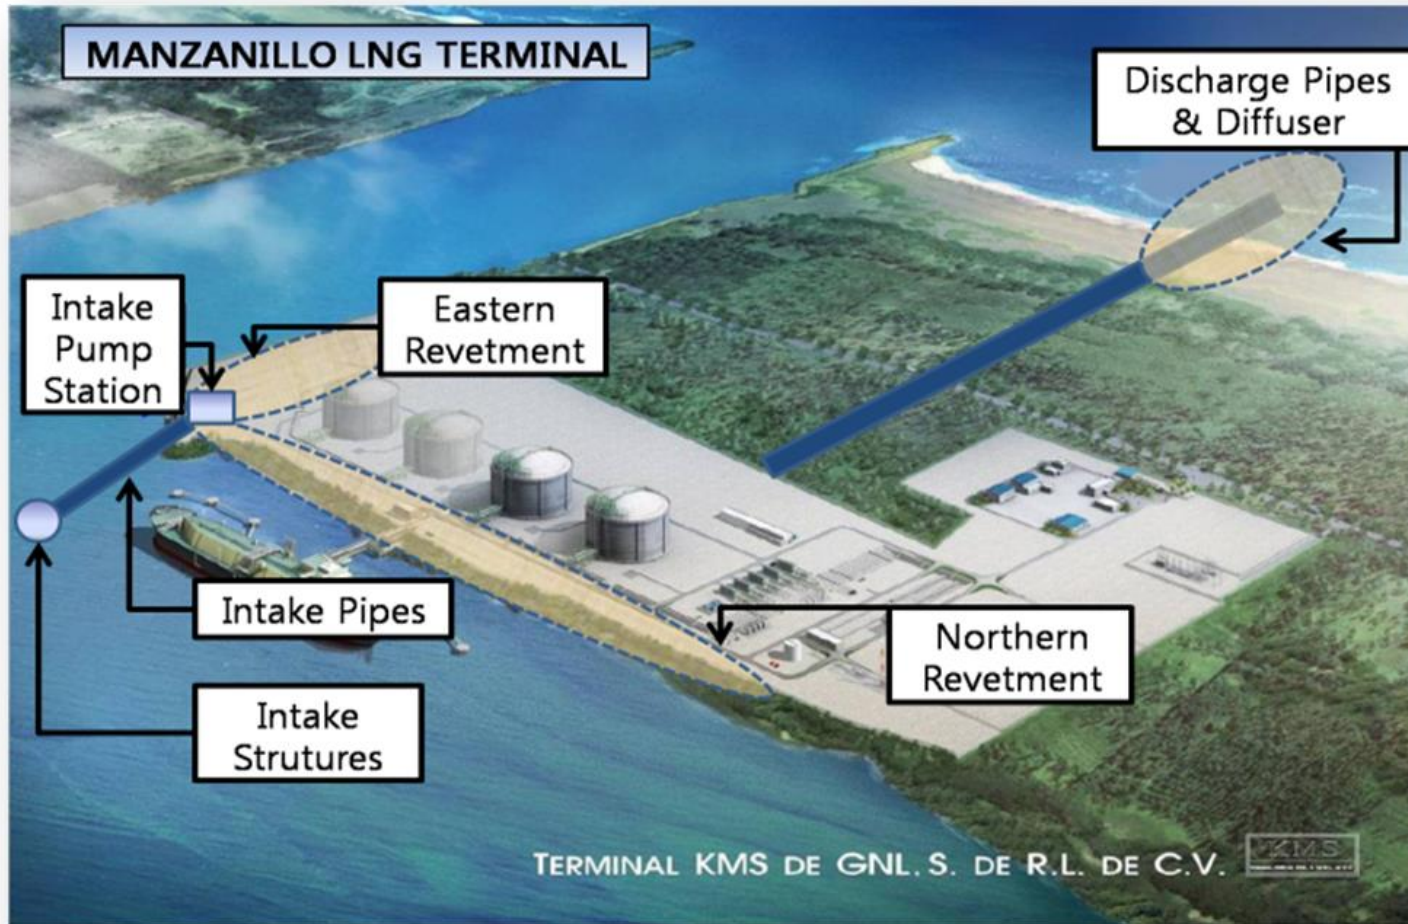 MANZANILLO LNG TERMINAL
Discharge Pipes
& Diffuser
Intake
Pump
Station
Eastern
Revetment
Intake Pipes
Northern
Revetment
Intake
Strutures
TERMINAL KMS DE GNL. S. DE R.L. DE C.V.
KMS